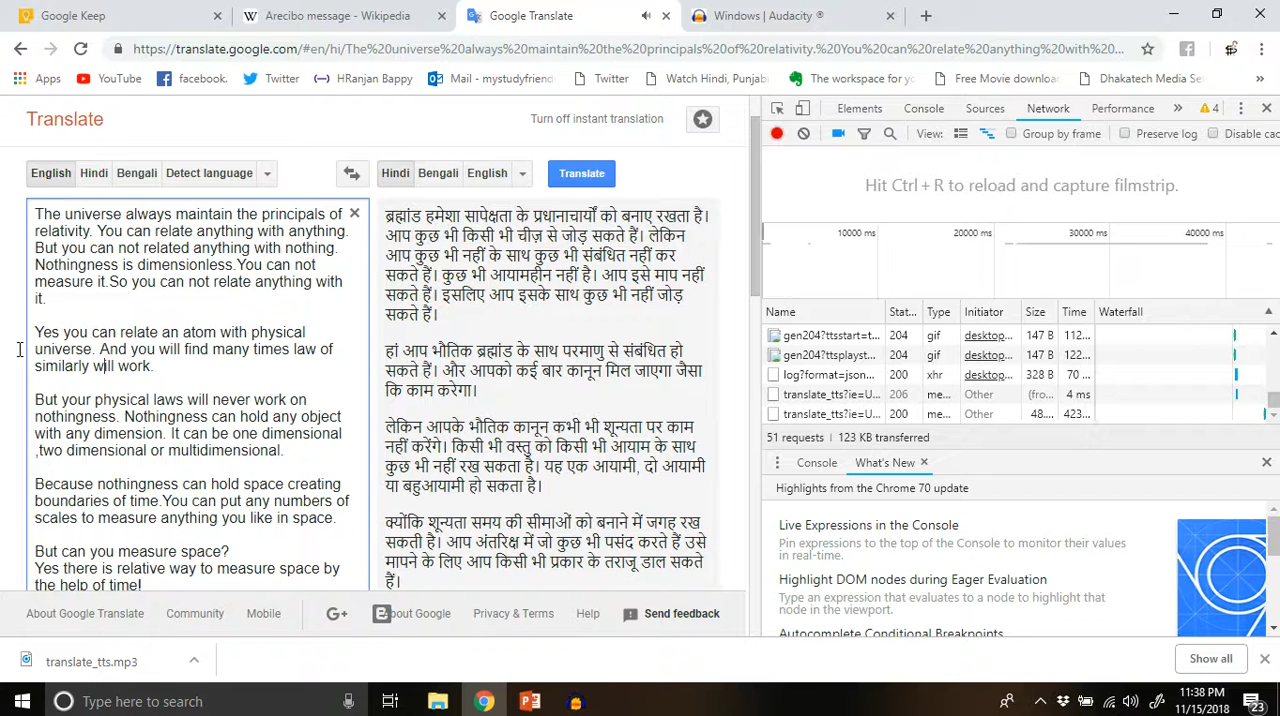 Google Keep
Arecibo message - Wikipedia
Google Translate
Windows | Audacity ®
https://translate.google.com/#en/hi/The%20universe%20always%20maintain%20the%20principals%20of%20relativity.You%20can%20relate%20anything%20with%20...
Apps
YouTube
facebook.
Twitter
HRanjan Bappy
Mail - mystudyfriend
Twitter
Watch Hindi, Punjabi
The workspace for yo
Free Movie downloa
Dhakatech Media Se
Translate
Turn off instant translation
English Hindi Bengali Detect language
Hindi Bengali English
Translate
The universe always maintain the principals of
relativity. You can relate anything with anything.
But you can not related anything with nothing.
Nothingness is dimensionless.You can not
measure it.So you can not relate anything with
it.
Yes you can relate an atom with physical
universe. And you will find many times law of
similarly will work.
But your physical laws will never work on
nothingness. Nothingness can hold any object
with any dimension. It can be one dimensional
,two dimensional or multidimensional.
Because nothingness can hold space creating
boundaries of time.You can put any numbers of
scales to measure anything you like in space.
But can you measure space?
Yes there is relative way to measure space by
the help of time!
ब्रह्मांड हमेशा सापेक्षता के प्रधानाचार्यों को बनाए रखता है।
आप कुछ भी किसी भी चीज़ से जोड़ सकते हैं। लेकिन
आप कुछ भी नहीं के साथ कुछ भी संबंधित नहीं कर
सकते हैं। कुछ भी आयामहीन नहीं है। आप इसे माप नहीं
सकते हैं। इसलिए आप इसके साथ कुछ भी नहीं जोड़
सकते हैं।
हां आप भौतिक ब्रह्मांड के साथ परमाणु से संबंधित हो
सकते हैं। और आपको कई बार कानून मिल जाएगा जैसा
कि काम करेगा।
लेकिन आपके भौतिक कानून कभी भी शून्यता पर काम
नहीं करेंगे। किसी भी वस्तु को किसी भी आयाम के साथ
कुछ भी नहीं रख सकता है। यह एक आयामी, दो आयामी
या बहुआयामी हो सकता है।
क्योंकि शून्यता समय की सीमाओं को बनाने में जगह रख
सकती है। आप अंतरिक्ष में जो कुछ भी पसंद करते हैं उसे
मापने के लिए आप किसी भी प्रकार के तराजू डाल सकते
हैं।
About Google Translate
Community
Mobile
G+
About Google
Privacy & Terms
Help
Send feedback
Elements Console Sources Network Performance » 4
View:
Group by frame
Preserve log
Disable cac
Hit Ctrl + R to reload and capture filmstrip.
10000 ms 20000 ms 30000 ms 40000 ms
Name Stat... Type Initiator Size Time Waterfall
gen204?ttsstart=t... 204 gif desktop... 147 B 112...
gen204?ttsplayst... 204 gif desktop... 147 B 122...
log?format=json... 200 xhr desktop... 328 B 70 ...
translate_tts?ie=U... 206 me... Other (fro... 4 ms
translate_tts?ie=U... 200 me... Other 48.... 423...
51 requests | 123 KB transferred
Console What's New
Highlights from the Chrome 70 update
Live Expressions in the Console
Pin expressions to the top of the Console to monitor their values
in real-time.
Highlight DOM nodes during Eager Evaluation
Type an expression that evaluates to a node to highlight that
node in the viewport.
Autocomplete Conditional Breakpoints
translate_tts.mp3
Show all
Type here to search
11:38 PM
11/15/2018
23